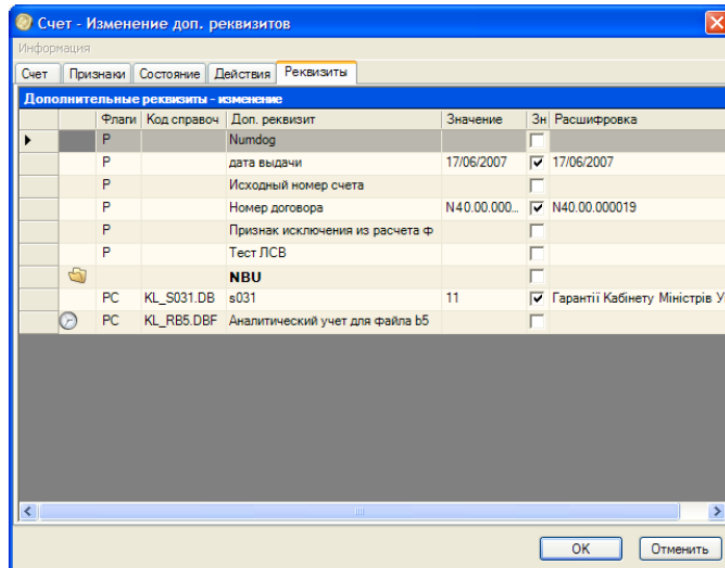 Счет - Изменение доп. реквизитов
Информация
Счет Признаки Состояние Действия Реквизиты
Дополнительные реквизиты - изменение
Флаги Код справоч Доп. реквизит Значение Зн Расшифровка
Р Numdog
Р дата выдачи 17/06/2007 17/06/2007
Р Исходный номер счета
Р Номер договора N40.00.000... N40.00.000019
Р Признак исключения из расчета ф
Р Тест ЛСВ
NBU
РС KL_S031.DB s031 11 Гарантії Кабінету Міністрів У
РС KL_RB5.DBF Аналитический учет для файла b5
OK Отменить